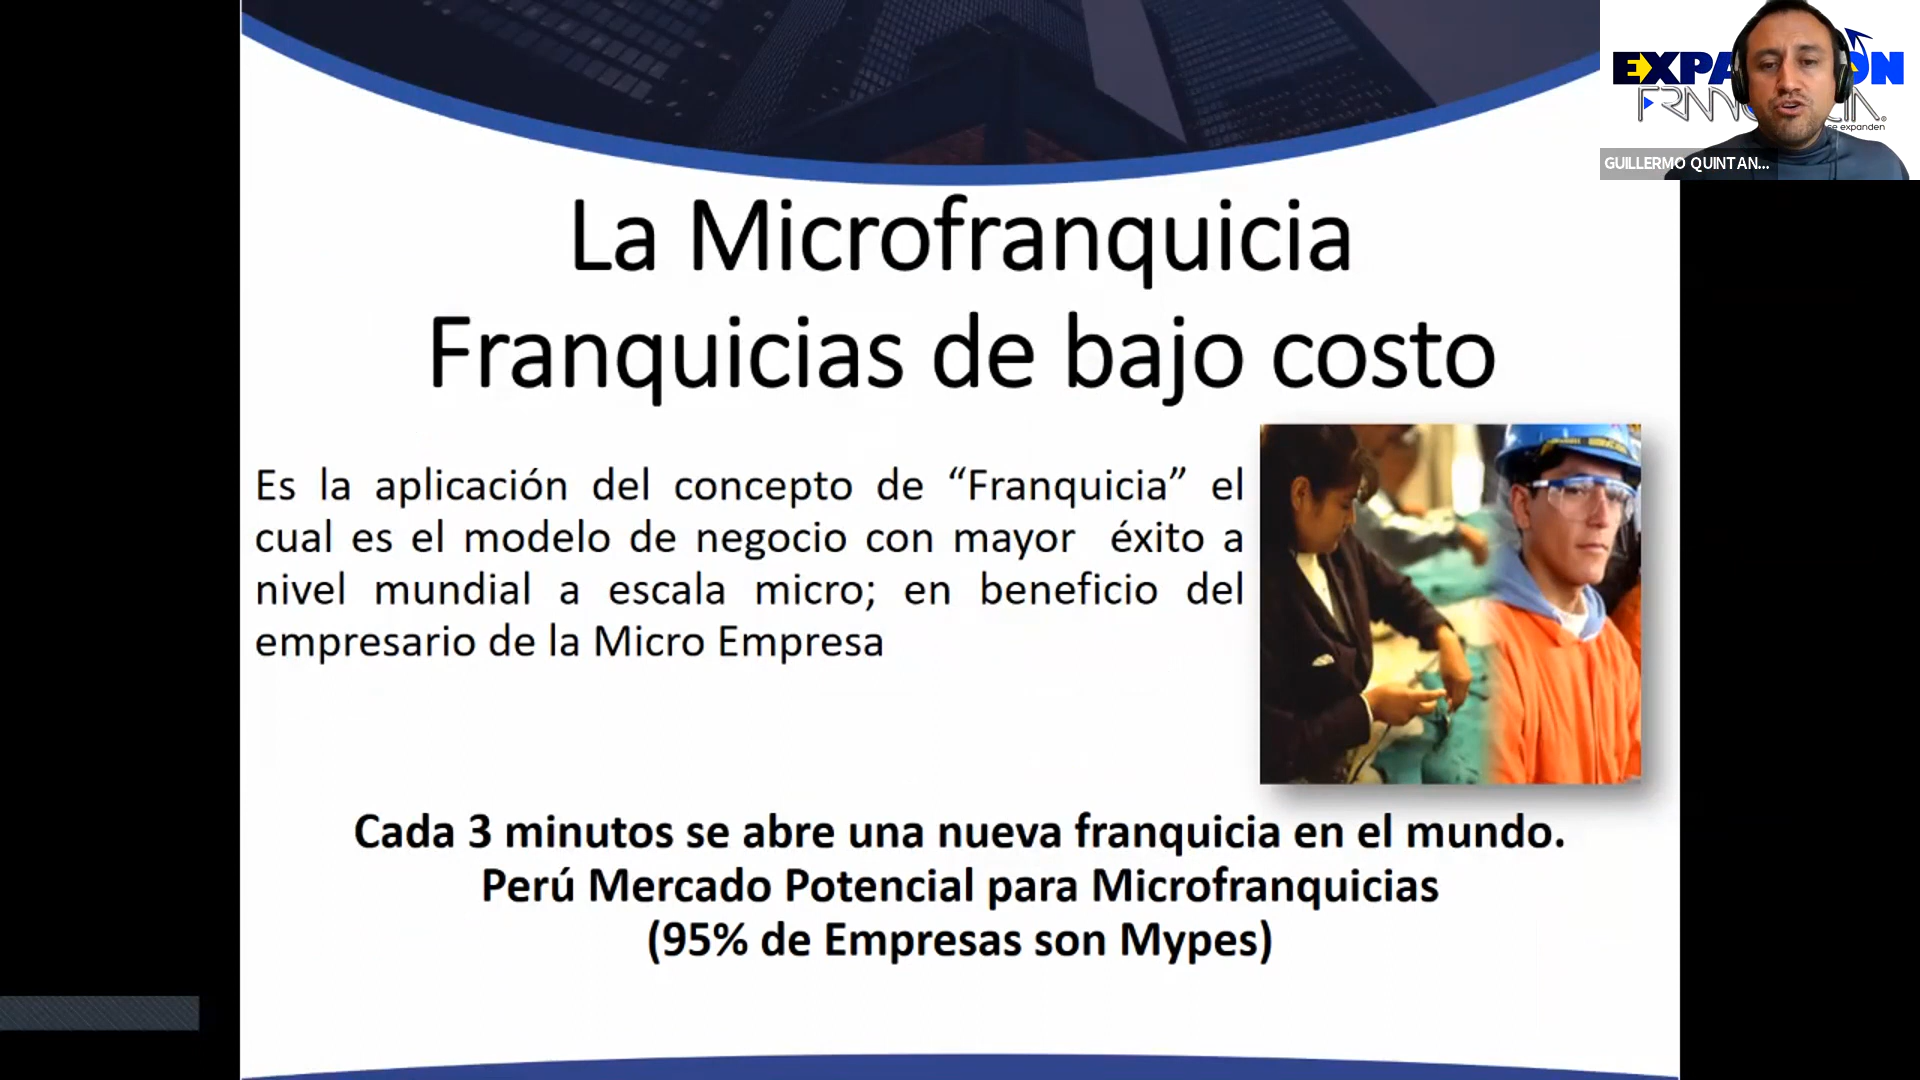 La Microfranquicia
Franquicias de bajo costo
Es la aplicación del concepto de “Franquicia” el
cual es el modelo de negocio con mayor éxito a
nivel mundial a escala micro; en beneficio del
empresario de la Micro Empresa
Cada 3 minutos se abre una nueva franquicia en el mundo.
Perú Mercado Potencial para Microfranquicias
(95% de Empresas son Mypes)
se expanden
GUILLERMO QUINTAN...